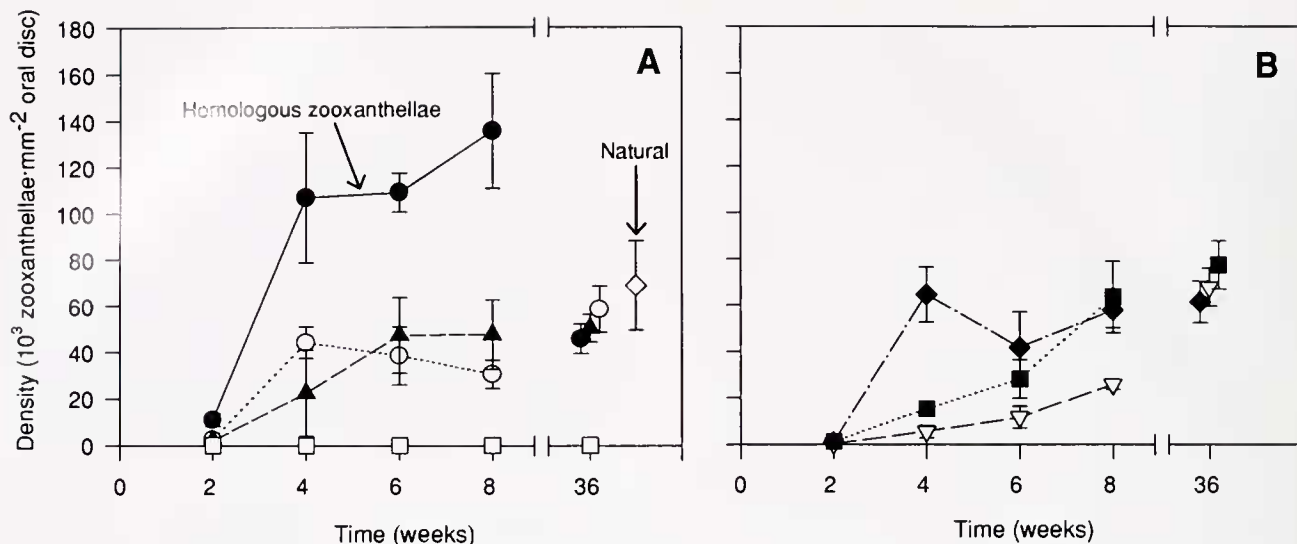 Density (10³ zooxanthellae·mm⁻² oral disc)
180
160
140
120
100
80
60
40
20
0
A
Homologous zooxanthellae
Natural
0 2 4 6 8 36
Time (weeks)
B
0 2 4 6 8 36
Time (weeks)